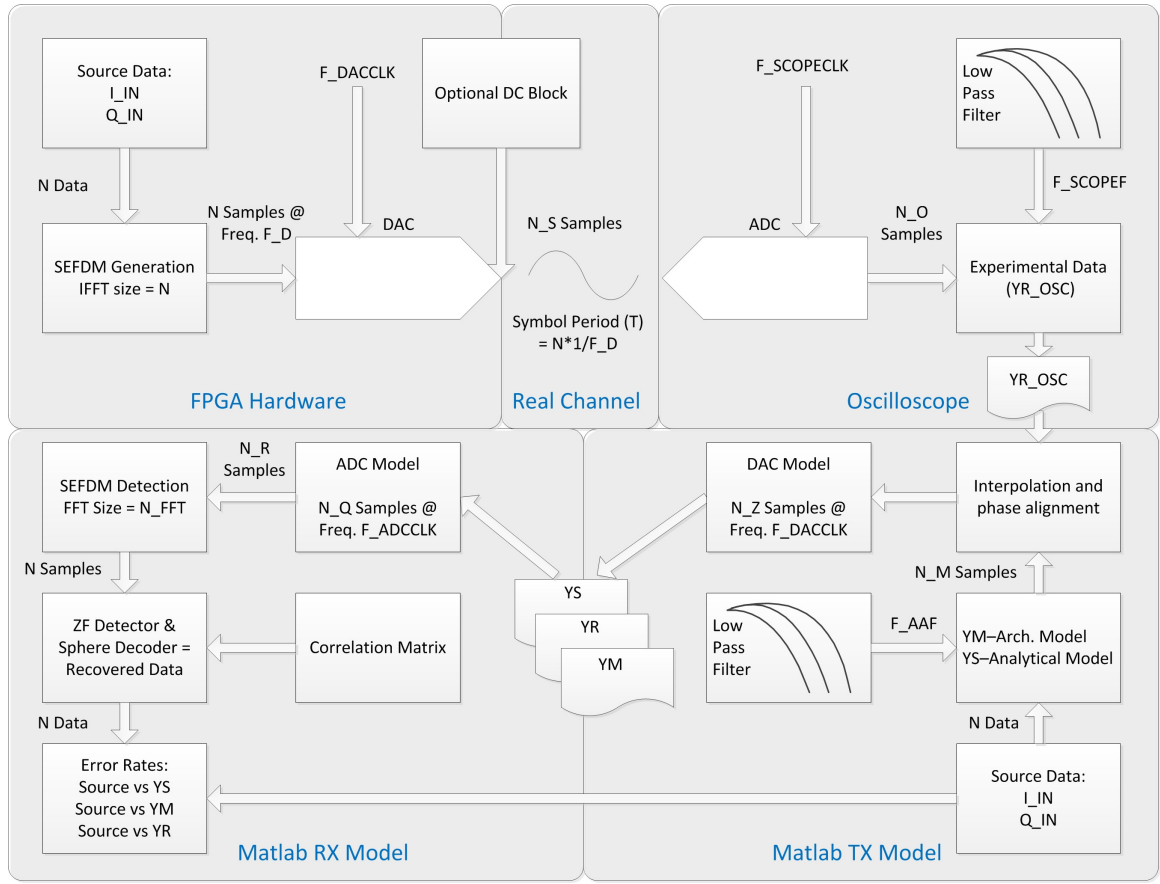 Source Data:
I_IN
Q_IN
N Data
SEFDM Generation
IFFT size = N
N Samples @
Freq. F_D
F_DACCLK
DAC
FPGA Hardware
Optional DC Block
N_S Samples
Symbol Period (T)
= N*1/F_D
Real Channel
F_SCOPECLK
ADC
N_O
Samples
Low
Pass
Filter
F_SCOPEF
Experimental Data
(YR_OSC)
YR_OSC
Oscilloscope
SEFDM Detection
FFT Size = N_FFT
N_R
Samples
ADC Model
N_Q Samples @
Freq. F_ADCCLK
N Samples
ZF Detector &
Sphere Decoder =
Recovered Data
Correlation Matrix
N Data
Error Rates:
Source vs YS
Source vs YM
Source vs YR
Matlab RX Model
YS
YR
YM
DAC Model
N_Z Samples @
Freq. F_DACCLK
Interpolation and
phase alignment
N_M Samples
Low
Pass
Filter
F_AAF
YM–Arch. Model
YS–Analytical Model
N Data
Source Data:
I_IN
Q_IN
Matlab TX Model